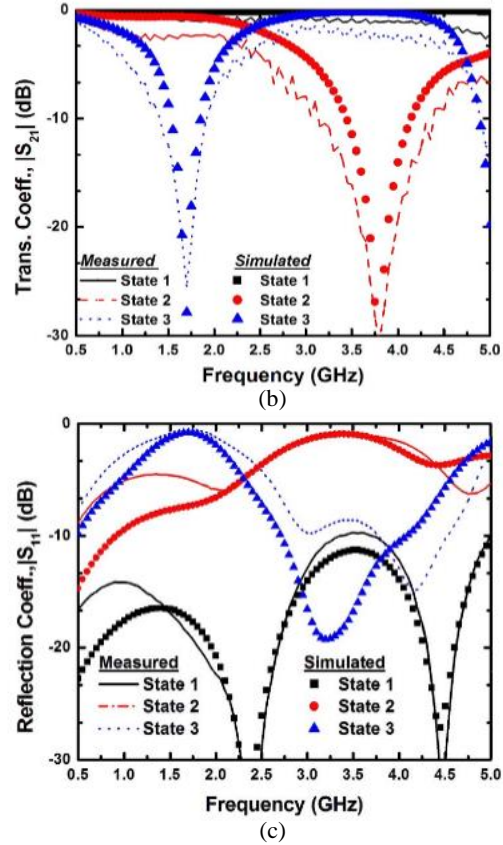 0
-10
-20
-30
Trans. Coeff., |S21| (dB)
Measured Simulated
State 1 State 1
State 2 State 2
State 3 State 3
0.5 1.0 1.5 2.0 2.5 3.0 3.5 4.0 4.5 5.0
Frequency (GHz)
(b)
0
-10
-20
-30
Reflection Coeff.,|S11| (dB)
Measured Simulated
State 1 State 1
State 2 State 2
State 3 State 3
0.5 1.0 1.5 2.0 2.5 3.0 3.5 4.0 4.5 5.0
Frequency (GHz)
(c)